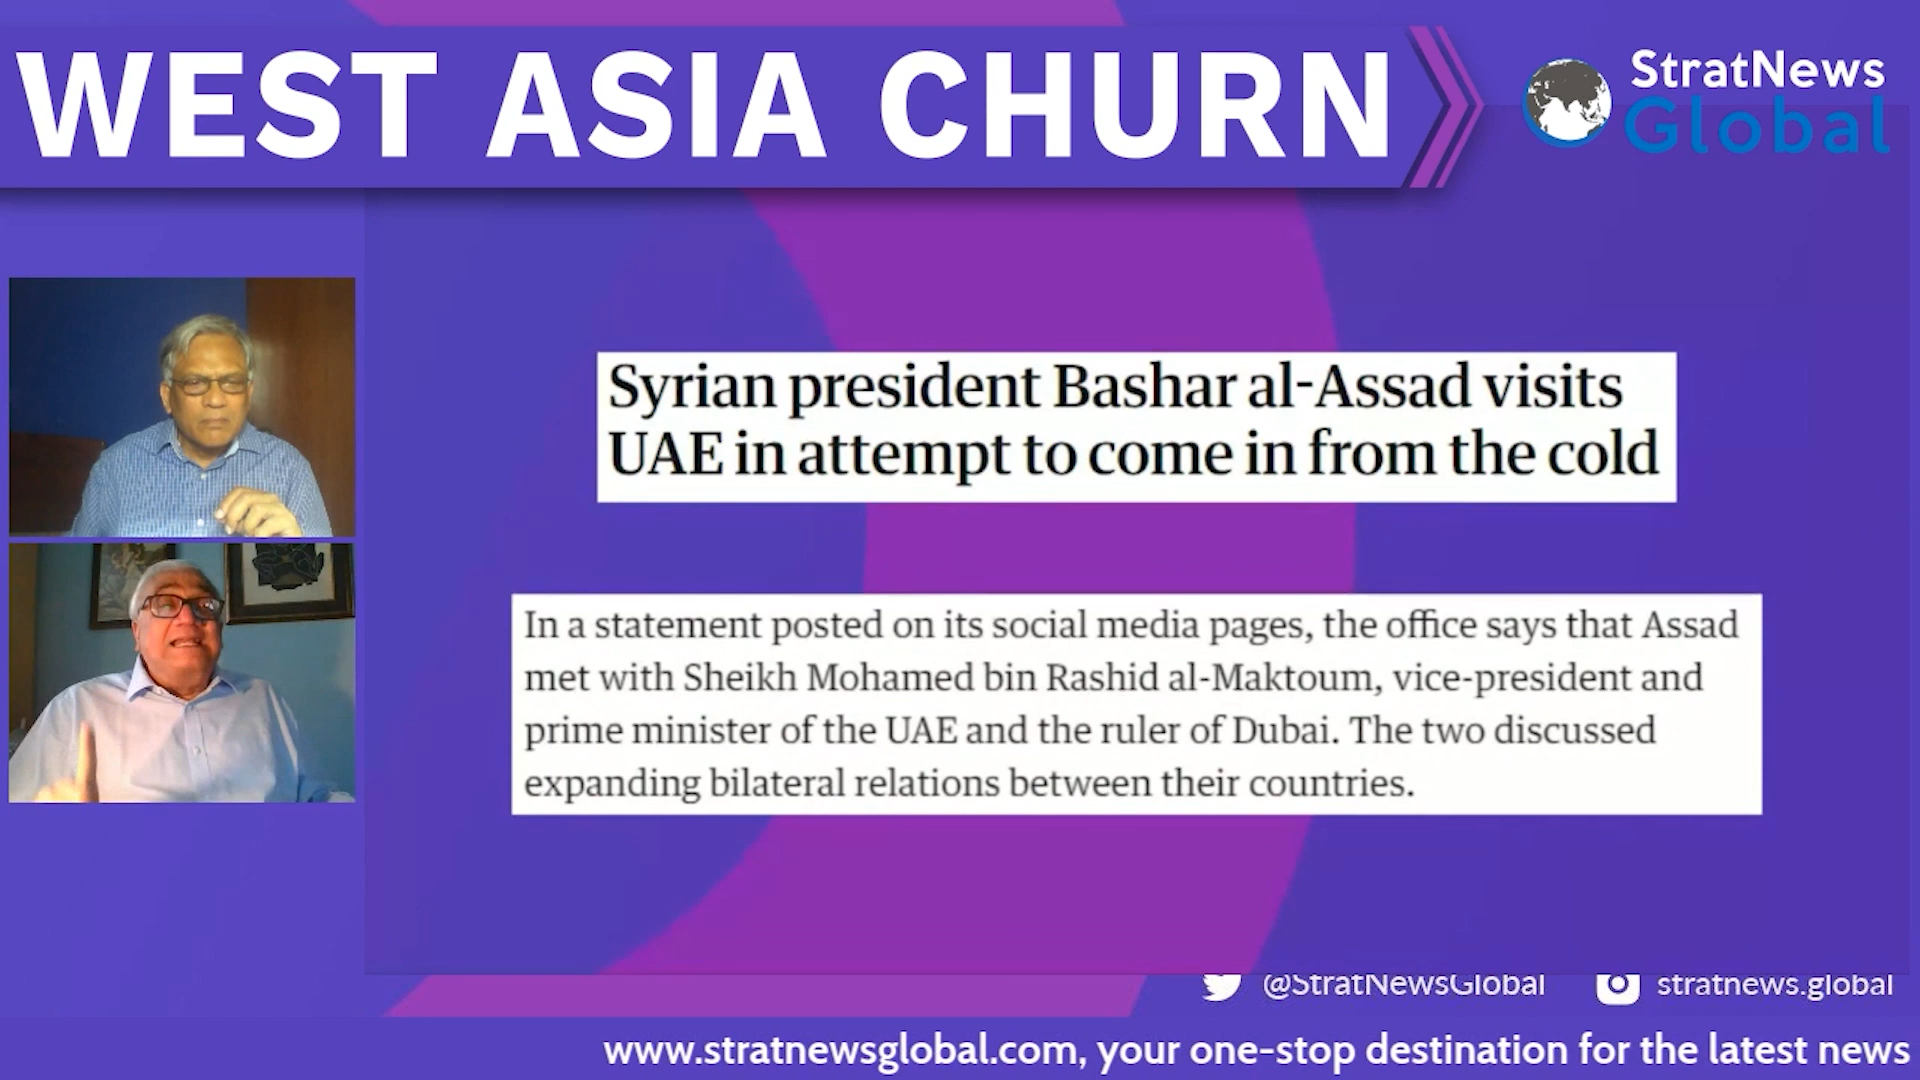 WEST ASIA CHURN
StratNews
Global
Syrian president Bashar al-Assad visits
UAE in attempt to come in from the cold
In a statement posted on its social media pages, the office says that Assad
met with Sheikh Mohamed bin Rashid al-Maktoum, vice-president and
prime minister of the UAE and the ruler of Dubai. The two discussed
expanding bilateral relations between their countries.
@StratNewsGlobal
stratnews.global
www.stratnewsglobal.com, your one-stop destination for the latest news